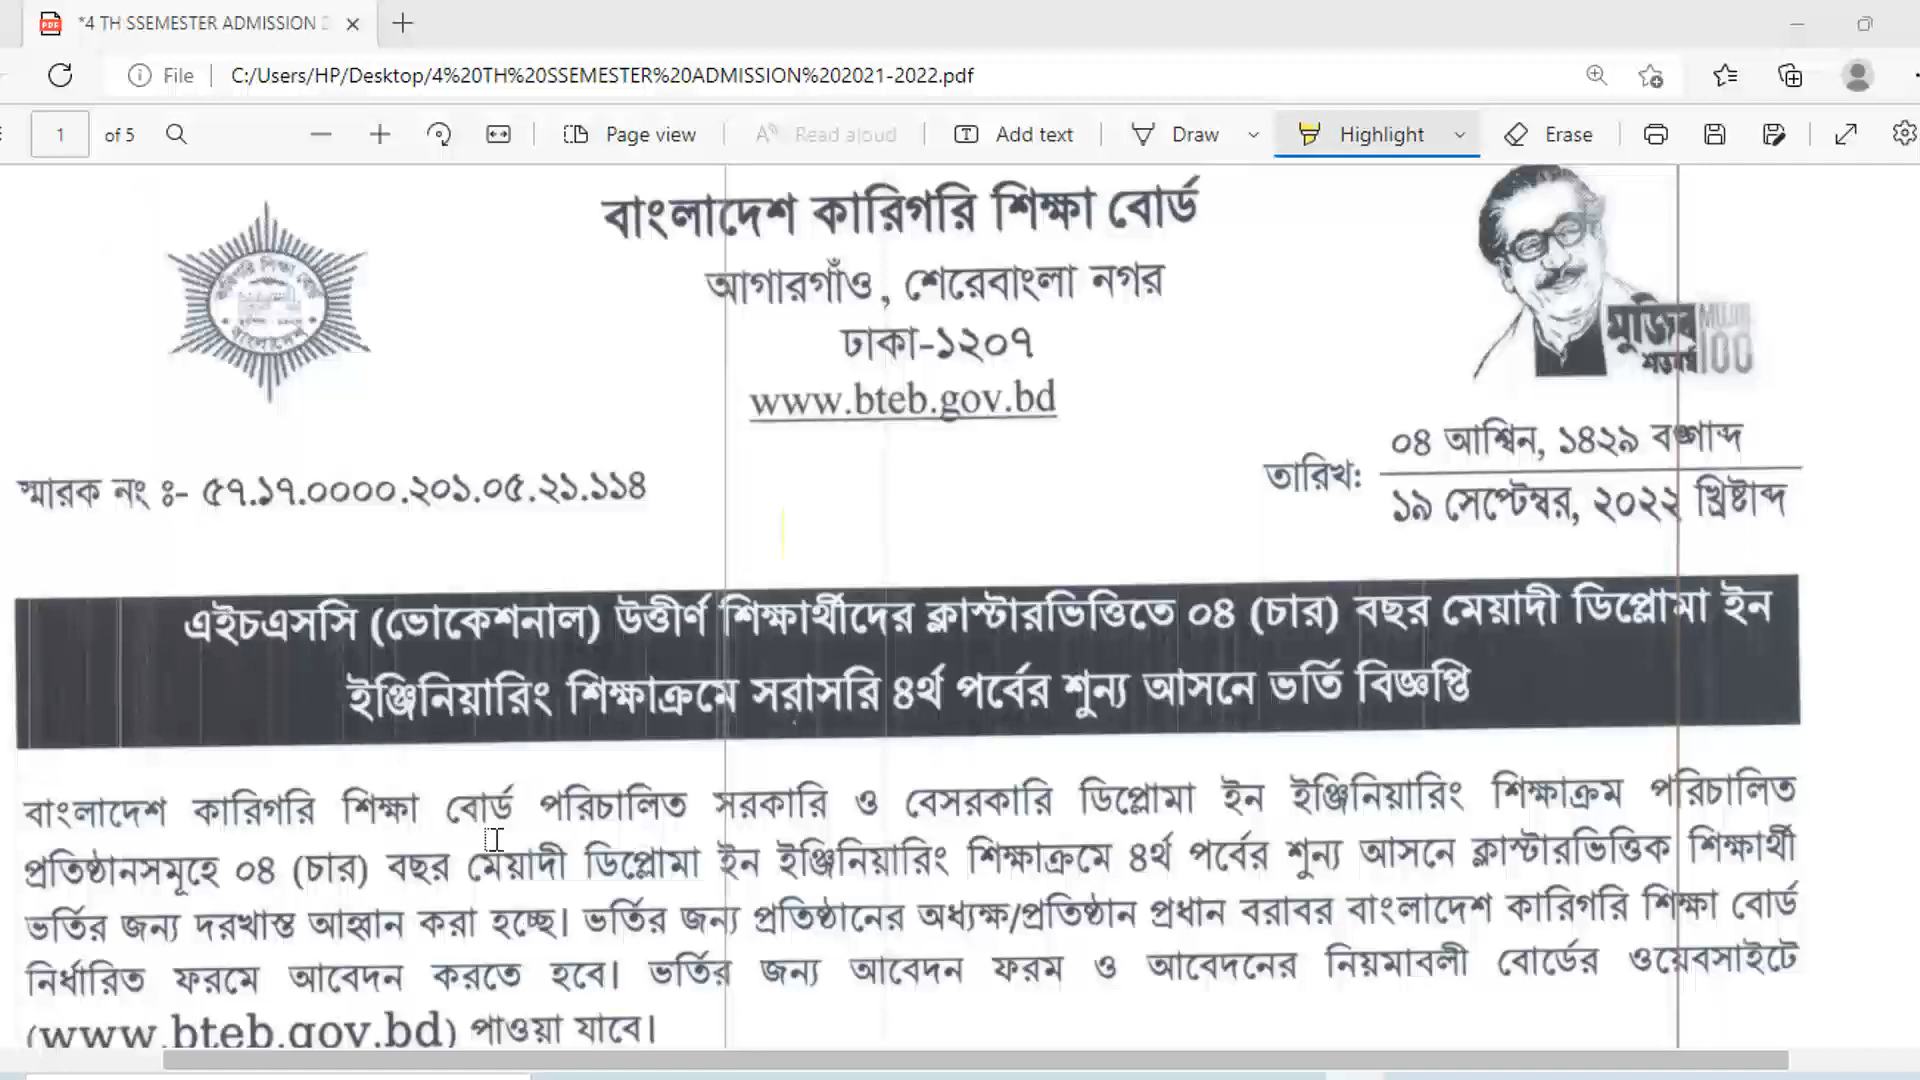 *4 TH SSEMESTER ADMISSION
File
C:/Users/HP/Desktop/4%20TH%20SSEMESTER%20ADMISSION%202021-2022.pdf
1 of 5
Page view
Read aloud
Add text
Draw
Highlight
Erase
বাংলাদেশ কারিগরি শিক্ষা বোর্ড
আগারগাঁও, শেরেবাংলা নগর
ঢাকা-১২০৭
www.bteb.gov.bd
মুজিব
শতবর্ষ 100
স্মারক নং ঃ- ৫৭.১৭.০০০০.২০১.০৫.২১.১১৪
০৪ আশ্বিন, ১৪২৯ বঙ্গাব্দ
তারিখ:
১৯ সেপ্টেম্বর, ২০২২ খ্রিষ্টাব্দ
এইচএসসি (ভোকেশনাল) উত্তীর্ণ শিক্ষার্থীদের ক্লাস্টারভিত্তিতে ০৪ (চার) বছর মেয়াদী ডিপ্লোমা ইন
ইঞ্জিনিয়ারিং শিক্ষাক্রমে সরাসরি ৪র্থ পর্বের শুন্য আসনে ভর্তি বিজ্ঞপ্তি
বাংলাদেশ কারিগরি শিক্ষা বোর্ড পরিচালিত সরকারি ও বেসরকারি ডিপ্লোমা ইন ইঞ্জিনিয়ারিং শিক্ষাক্রম পরিচালিত
প্রতিষ্ঠানসমূহে ০৪ (চার) বছর মেয়াদী ডিপ্লোমা ইন ইঞ্জিনিয়ারিং শিক্ষাক্রমে ৪র্থ পর্বের শুন্য আসনে ক্লাস্টারভিত্তিক শিক্ষার্থী
ভর্তির জন্য দরখাস্ত আহ্বান করা হচ্ছে। ভর্তির জন্য প্রতিষ্ঠানের অধ্যক্ষ/প্রতিষ্ঠান প্রধান বরাবর বাংলাদেশ কারিগরি শিক্ষা বোর্ড
নির্ধারিত ফরমে আবেদন করতে হবে। ভর্তির জন্য আবেদন ফরম ও আবেদনের নিয়মাবলী বোর্ডের ওয়েবসাইটে
(www.bteb.gov.bd) পাওয়া যাবে।